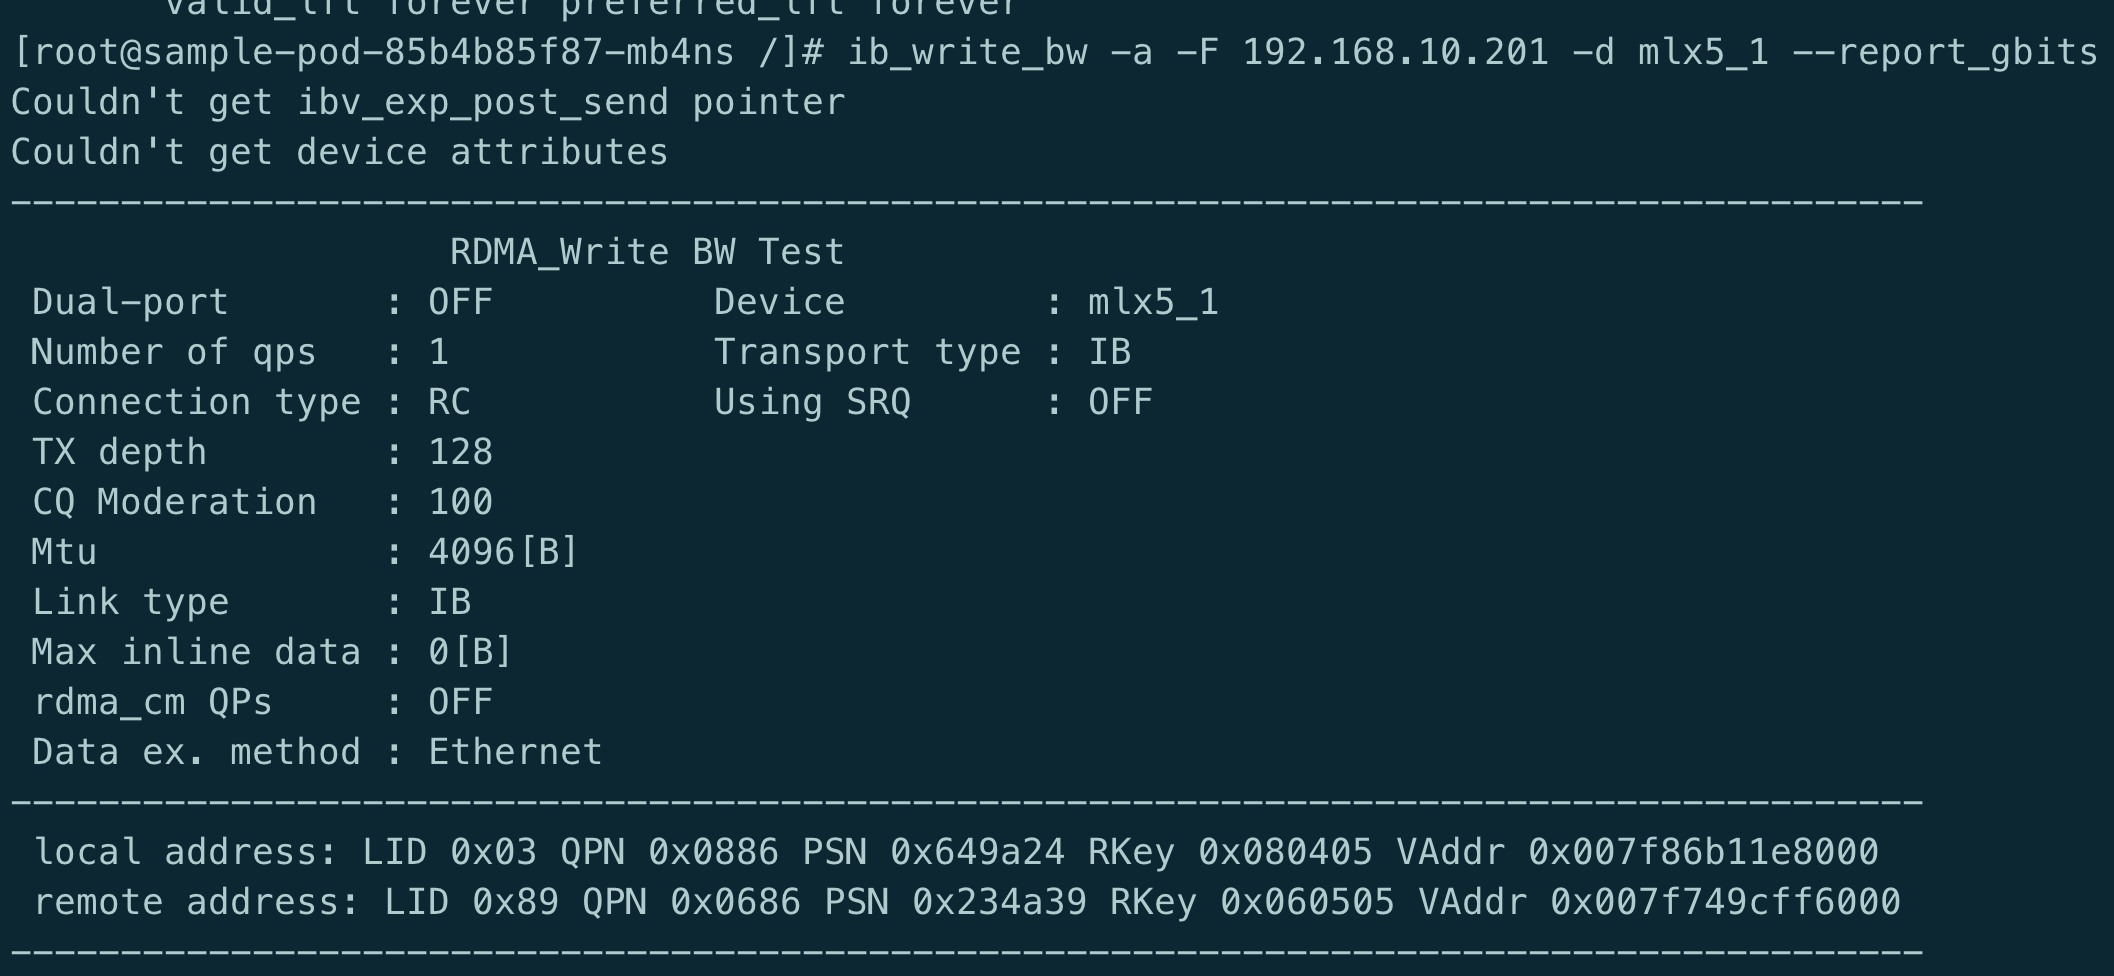 valid_lft forever preferred_lft forever
[root@sample-pod-85b4b85f87-mb4ns /]# ib_write_bw -a -F 192.168.10.201 -d mlx5_1 --report_gbits
Couldn't get ibv_exp_post_send pointer
Couldn't get device attributes
---------------------------------------------------------------------------------------
RDMA_Write BW Test
Dual-port       : OFF          Device         : mlx5_1
Number of qps   : 1            Transport type : IB
Connection type : RC           Using SRQ      : OFF
TX depth        : 128
CQ Moderation   : 100
Mtu             : 4096[B]
Link type       : IB
Max inline data : 0[B]
rdma_cm QPs     : OFF
Data ex. method : Ethernet
---------------------------------------------------------------------------------------
local address: LID 0x03 QPN 0x0886 PSN 0x649a24 RKey 0x080405 VAddr 0x007f86b11e8000
remote address: LID 0x89 QPN 0x0686 PSN 0x234a39 RKey 0x060505 VAddr 0x007f749cff6000
---------------------------------------------------------------------------------------